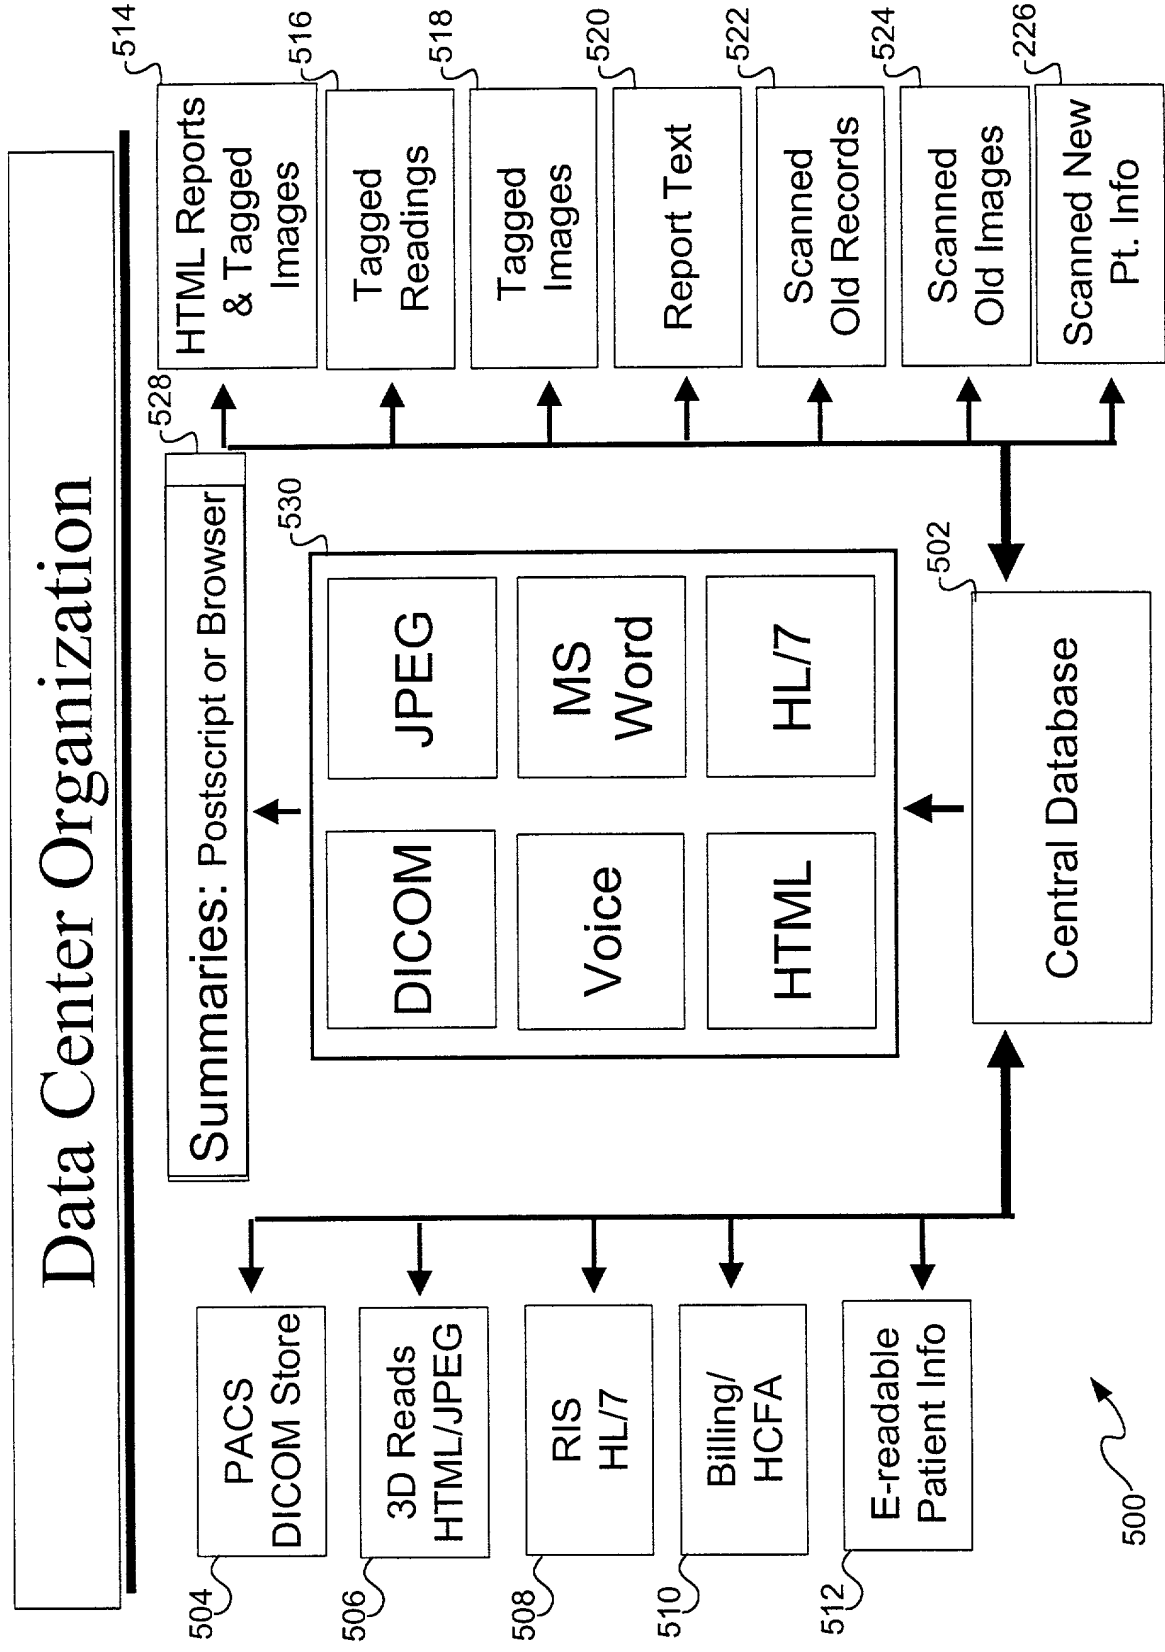 Data Center Organization
504
PACS
DICOM Store
506
3D Reads
HTML/JPEG
508
RIS
HL/7
510
Billing/
HCFA
512
E-readable
Patient Info
500
528
Summaries: Postscript or Browser
530
DICOM
JPEG
Voice
MS
Word
HTML
HL/7
502
Central Database
514
HTML Reports
& Tagged
Images
516
Tagged
Readings
518
Tagged
Images
520
Report Text
522
Scanned
Old Records
524
Scanned
Old Images
226
Scanned New
Pt. Info